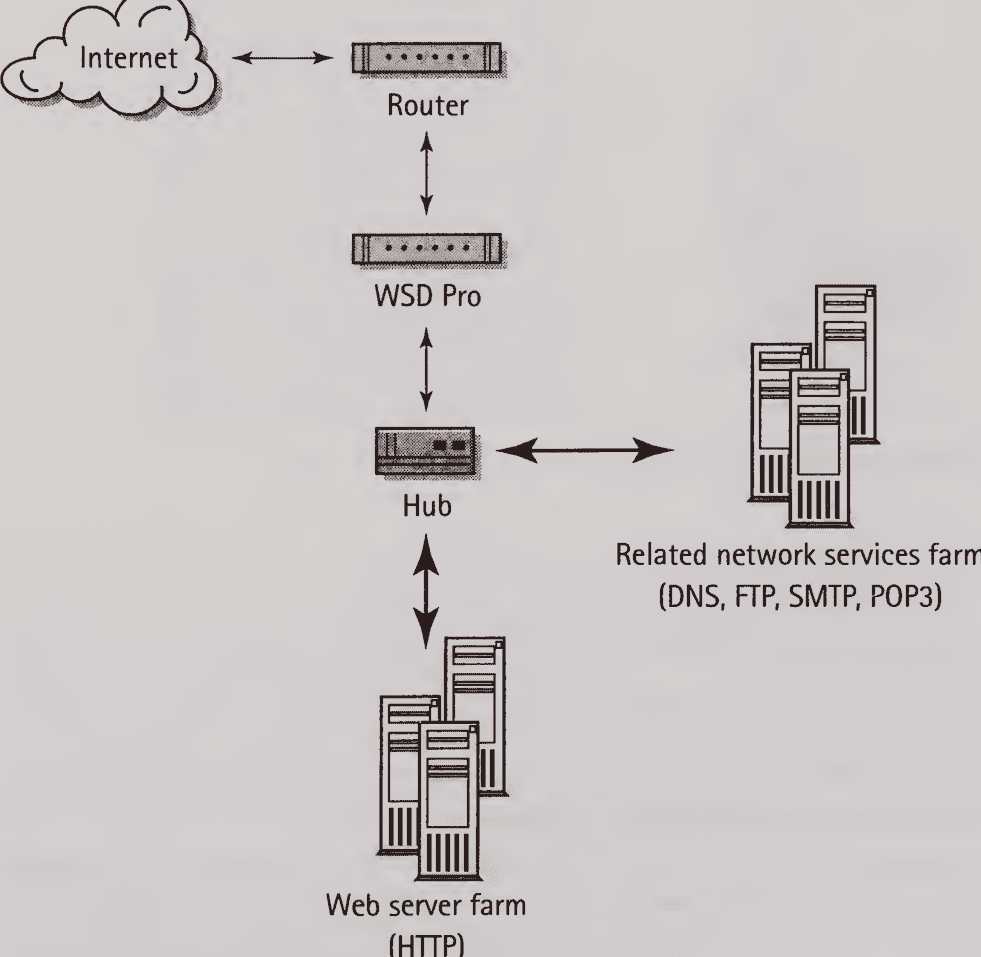 Internet
Router
WSD Pro
Hub
Related network services farm
(DNS, FTP, SMTP, POP3)
Web server farm
(HTTP)